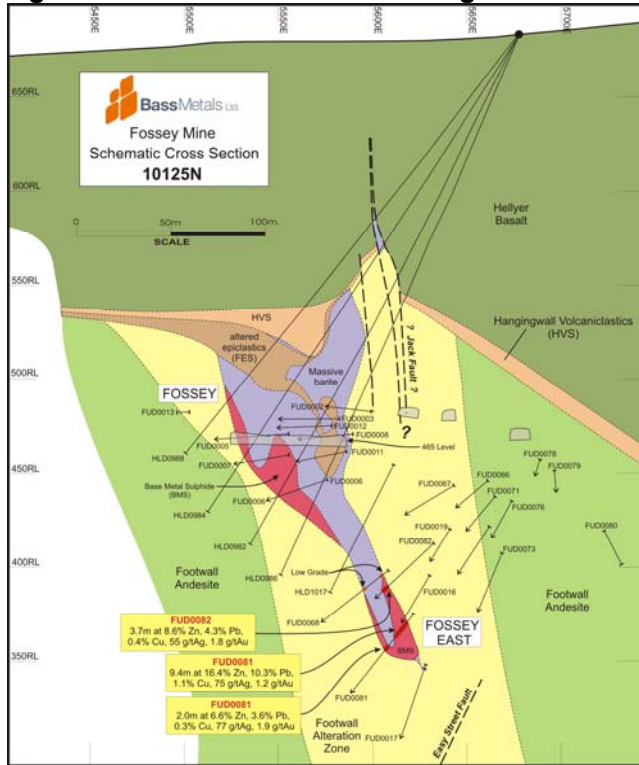 5450E
5500E
5550E
5600E
5650E
5700E
BassMetals Ltd
Fossey Mine
Schematic Cross Section
10125N
0
50m
100m
SCALE
650RL
600RL
550RL
500RL
450RL
400RL
350RL
Hellyer
Basalt
Hangingwall Volcaniclastics
(HVS)
HVS
altered
epiclastics
(FES)
Massive
barite
? Jack Fault ?
?
FOSSEY
FUD0002
FUD0003
FUD0012
FUD0008
FUD0013
FUD0005
465 Level
HLD0988
FUD0007
FUD0011
Base Metal Sulphide
(BMS)
FUD0006
FUD0006
HLD0984
HLD0982
HLD0986
HLD1017
FUD0078
FUD0079
FUD0066
FUD0067
FUD0071
FUD0076
FUD0019
FUD0082
FUD0080
FUD0073
FUD0016
Low Grade
FUD0068
Footwall
Andesite
Footwall
Andesite
FOSSEY
EAST
BMS
FUD0082
3.7m at 8.6% Zn, 4.3% Pb,
0.4% Cu, 55 g/tAg, 1.8 g/tAu
FUD0081
9.4m at 16.4% Zn, 10.3% Pb,
1.1% Cu, 75 g/tAg, 1.2 g/tAu
FUD0081
2.0m at 6.6% Zn, 3.6% Pb,
0.3% Cu, 77 g/tAg, 1.9 g/tAu
FUD0081
FUD0017
Footwall
Alteration
Zone
Easy Street Fault